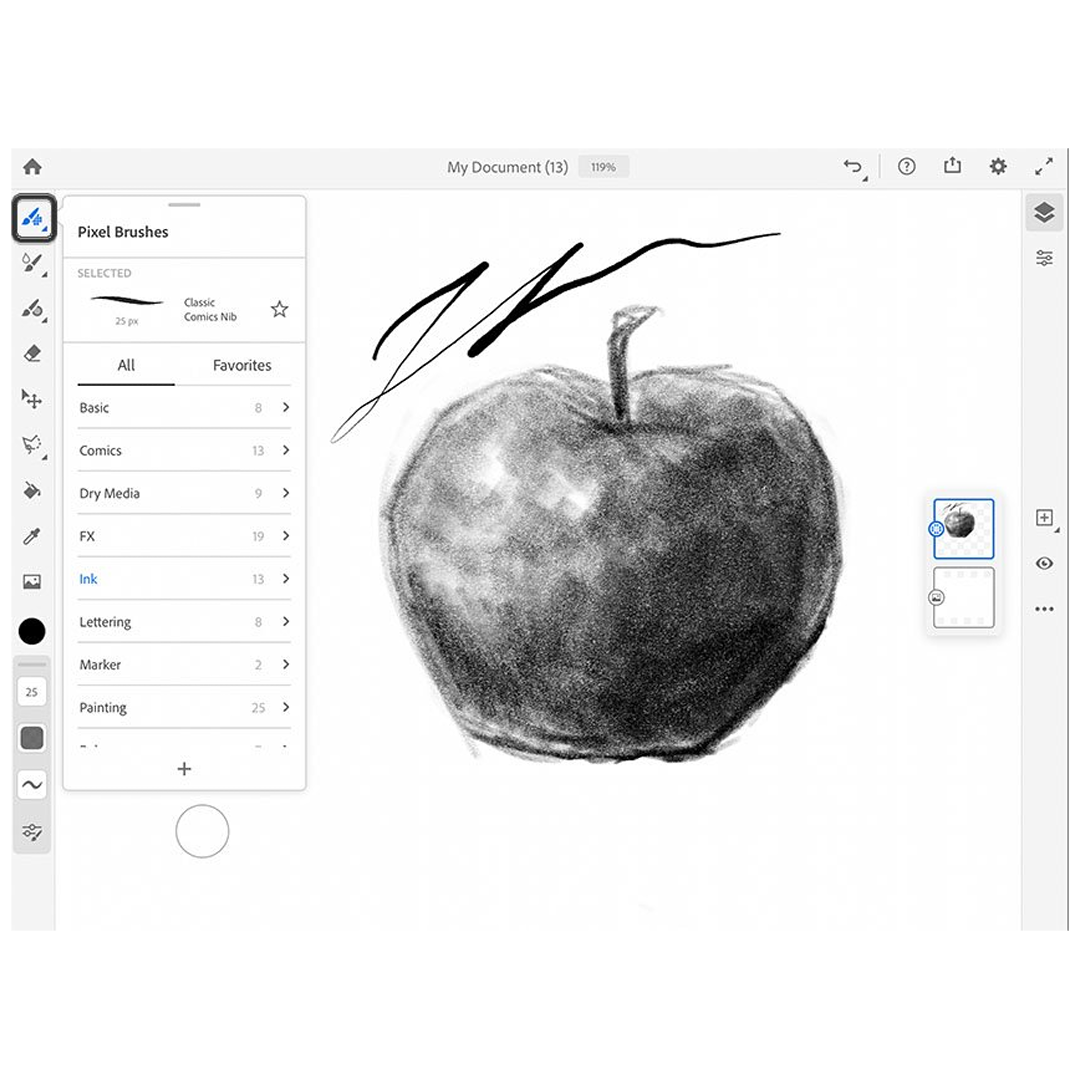 My Document (13) 119%
Pixel Brushes
SELECTED
25 px
Classic
Comics Nib
All Favorites
Basic 8
Comics 13
Dry Media 9
FX 19
Ink 13
Lettering 8
Marker 2
Painting 25
25